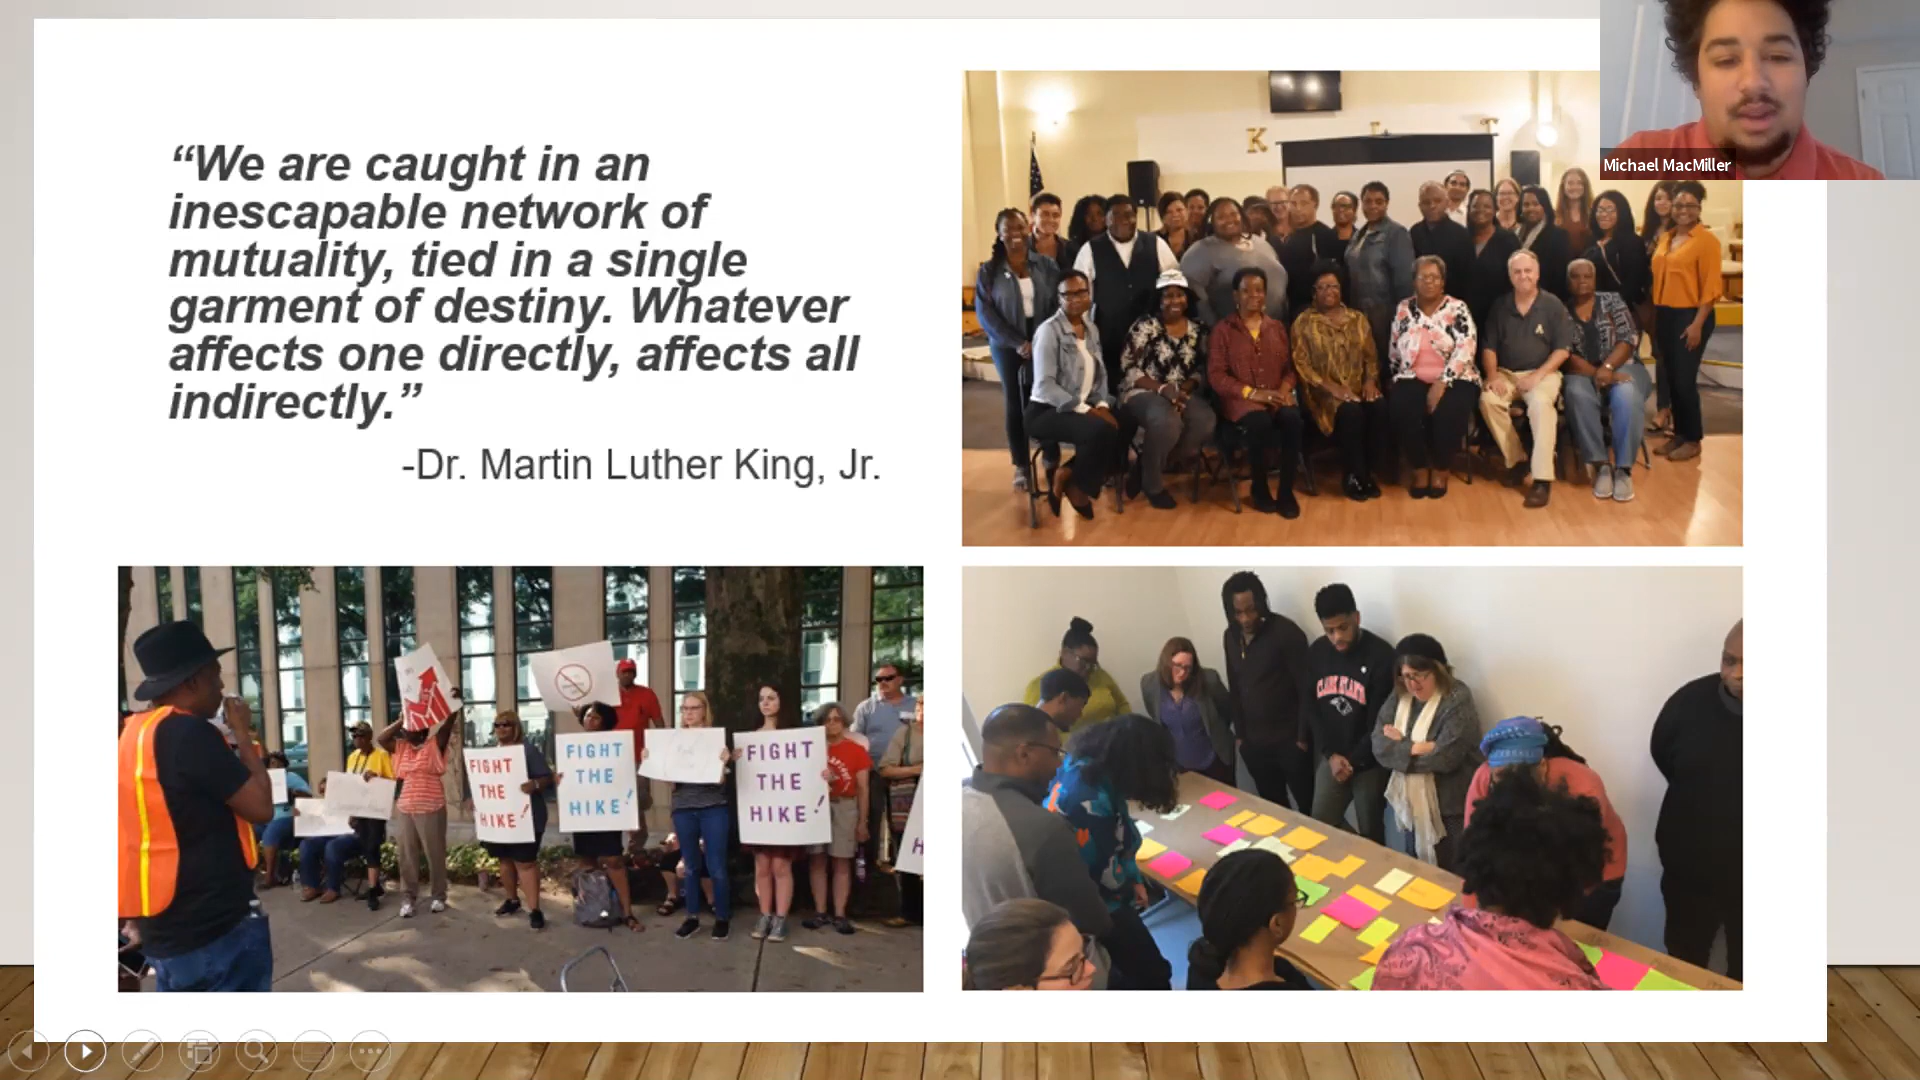 “We are caught in an
inescapable network of
mutuality, tied in a single
garment of destiny. Whatever
affects one directly, affects all
indirectly.”
-Dr. Martin Luther King, Jr.
Michael MacMiller
K I T
FIGHT
THE
HIKE!
FIGHT
THE
HIKE!
FIGHT
THE
HIKE!
H
CLARK ATLANTA